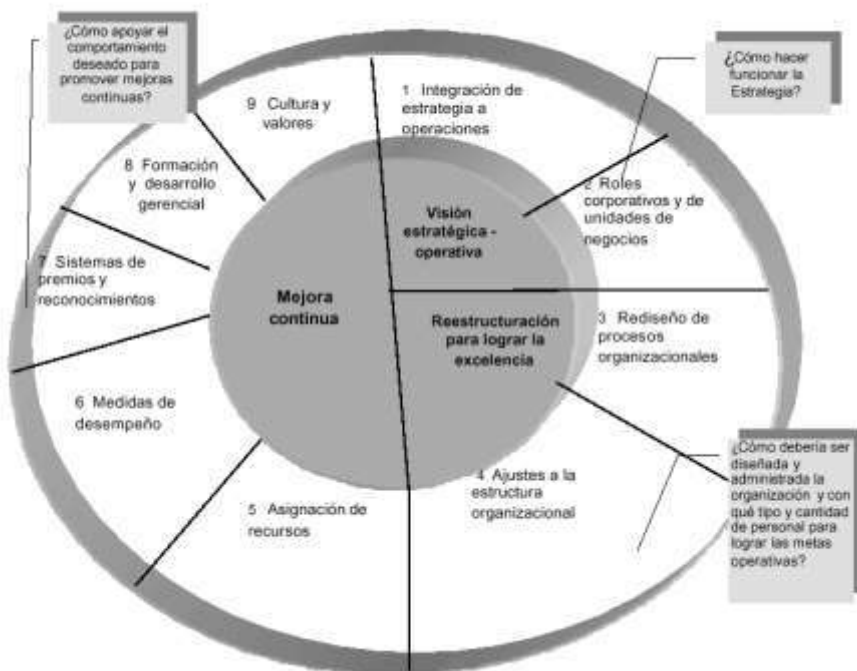 ¿Cómo apoyar el
comportamiento
deseado para
promover mejoras
continuas?
¿Cómo hacer
funcionar la
Estrategia?
1 Integración de
estrategia a
operaciones
2 Roles
corporativos y de
unidades de
negocios
3 Rediseño de
procesos
organizacionales
4 Ajustes a la
estructura
organizacional
5 Asignación de
recursos
6 Medidas de
desempeño
7 Sistemas de
premios y
reconocimientos
8 Formación
y desarrollo
gerencial
9 Cultura y
valores
Visión
estratégica -
operativa
Reestructuración
para lograr la
excelencia
Mejora
continua
¿Cómo debería ser
diseñada y
administrada la
organización y con
qué tipo y cantidad
de personal para
lograr las metas
operativas?